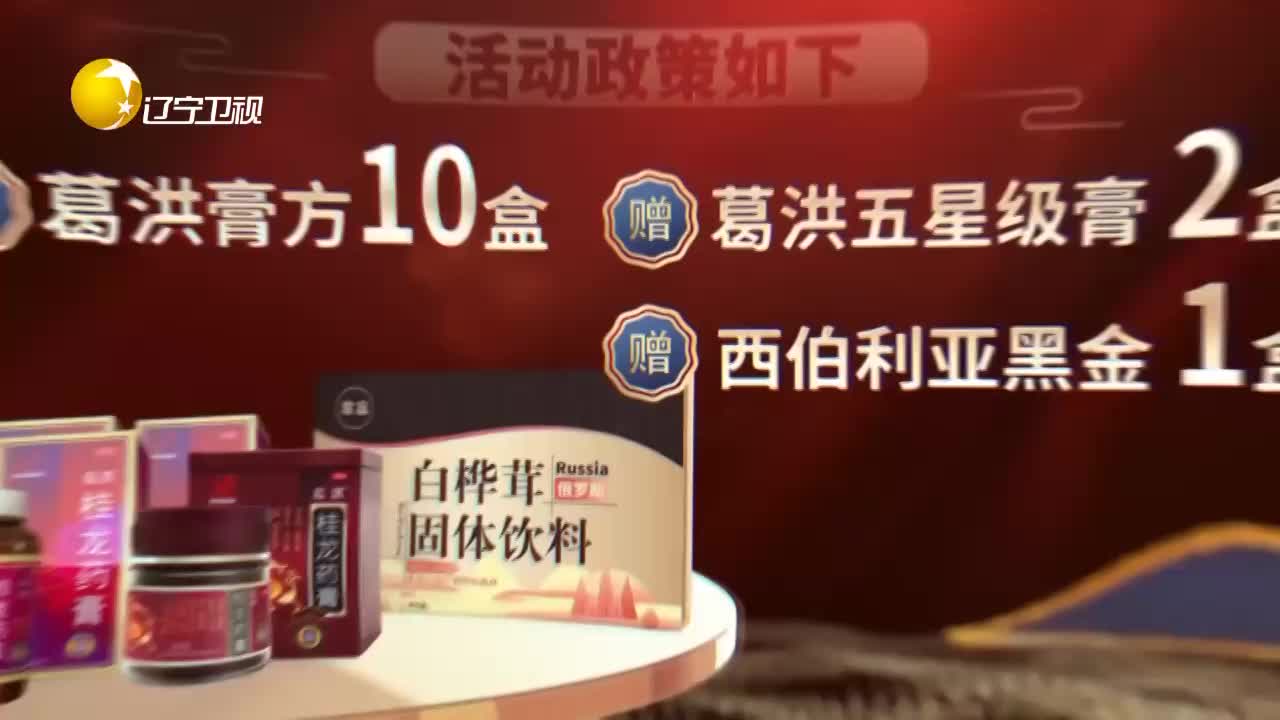 活动政策如下
辽宁卫视
葛洪膏方10盒
赠 葛洪五星级膏 2盒
赠 西伯利亚黑金 1盒
白桦茸
固体饮料
Russia
俄罗斯
桂龙药膏
桂龙药膏